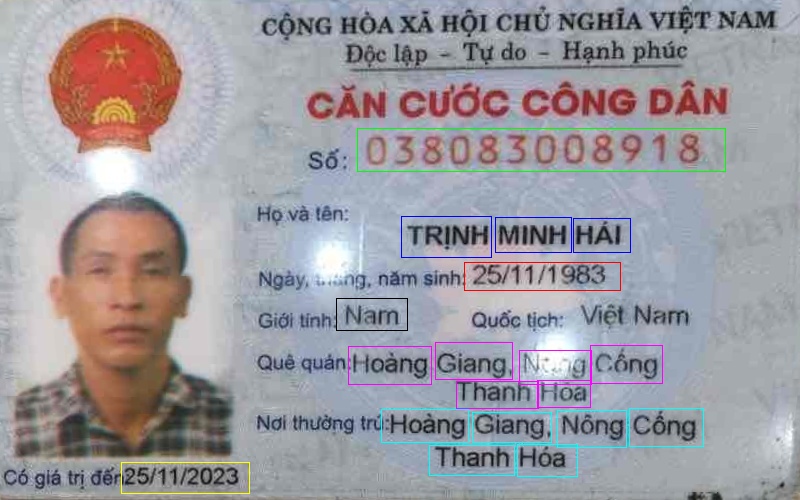 CỘNG HÒA XÃ HỘI CHỦ NGHĨA VIỆT NAM
Độc lập - Tự do - Hạnh phúc
CĂN CƯỚC CÔNG DÂN
Số: 038083008918
Họ và tên:
TRỊNH MINH HẢI
Ngày, tháng, năm sinh: 25/11/1983
Giới tính: Nam Quốc tịch: Việt Nam
Quê quán: Hoàng Giang, Nông Cống
Thanh Hóa
Nơi thường trú: Hoàng Giang, Nông Cống
Thanh Hóa
Có giá trị đến 25/11/2023